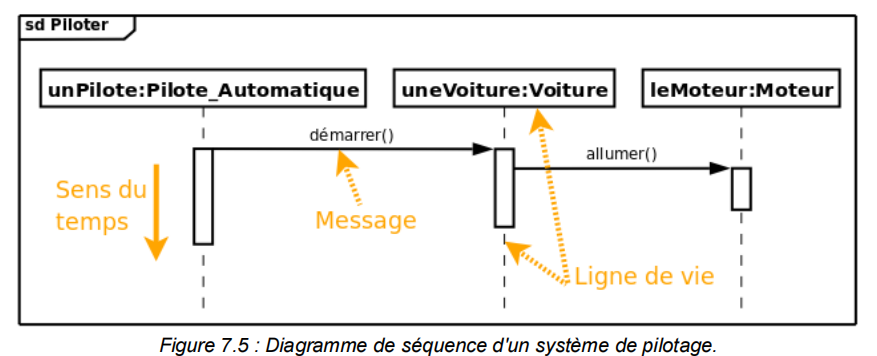 sd Piloter
unPilote:Pilote_Automatique
uneVoiture:Voiture
leMoteur:Moteur
démarrer()
allumer()
Sens du
temps
Message
Ligne de vie
Figure 7.5 : Diagramme de séquence d'un système de pilotage.